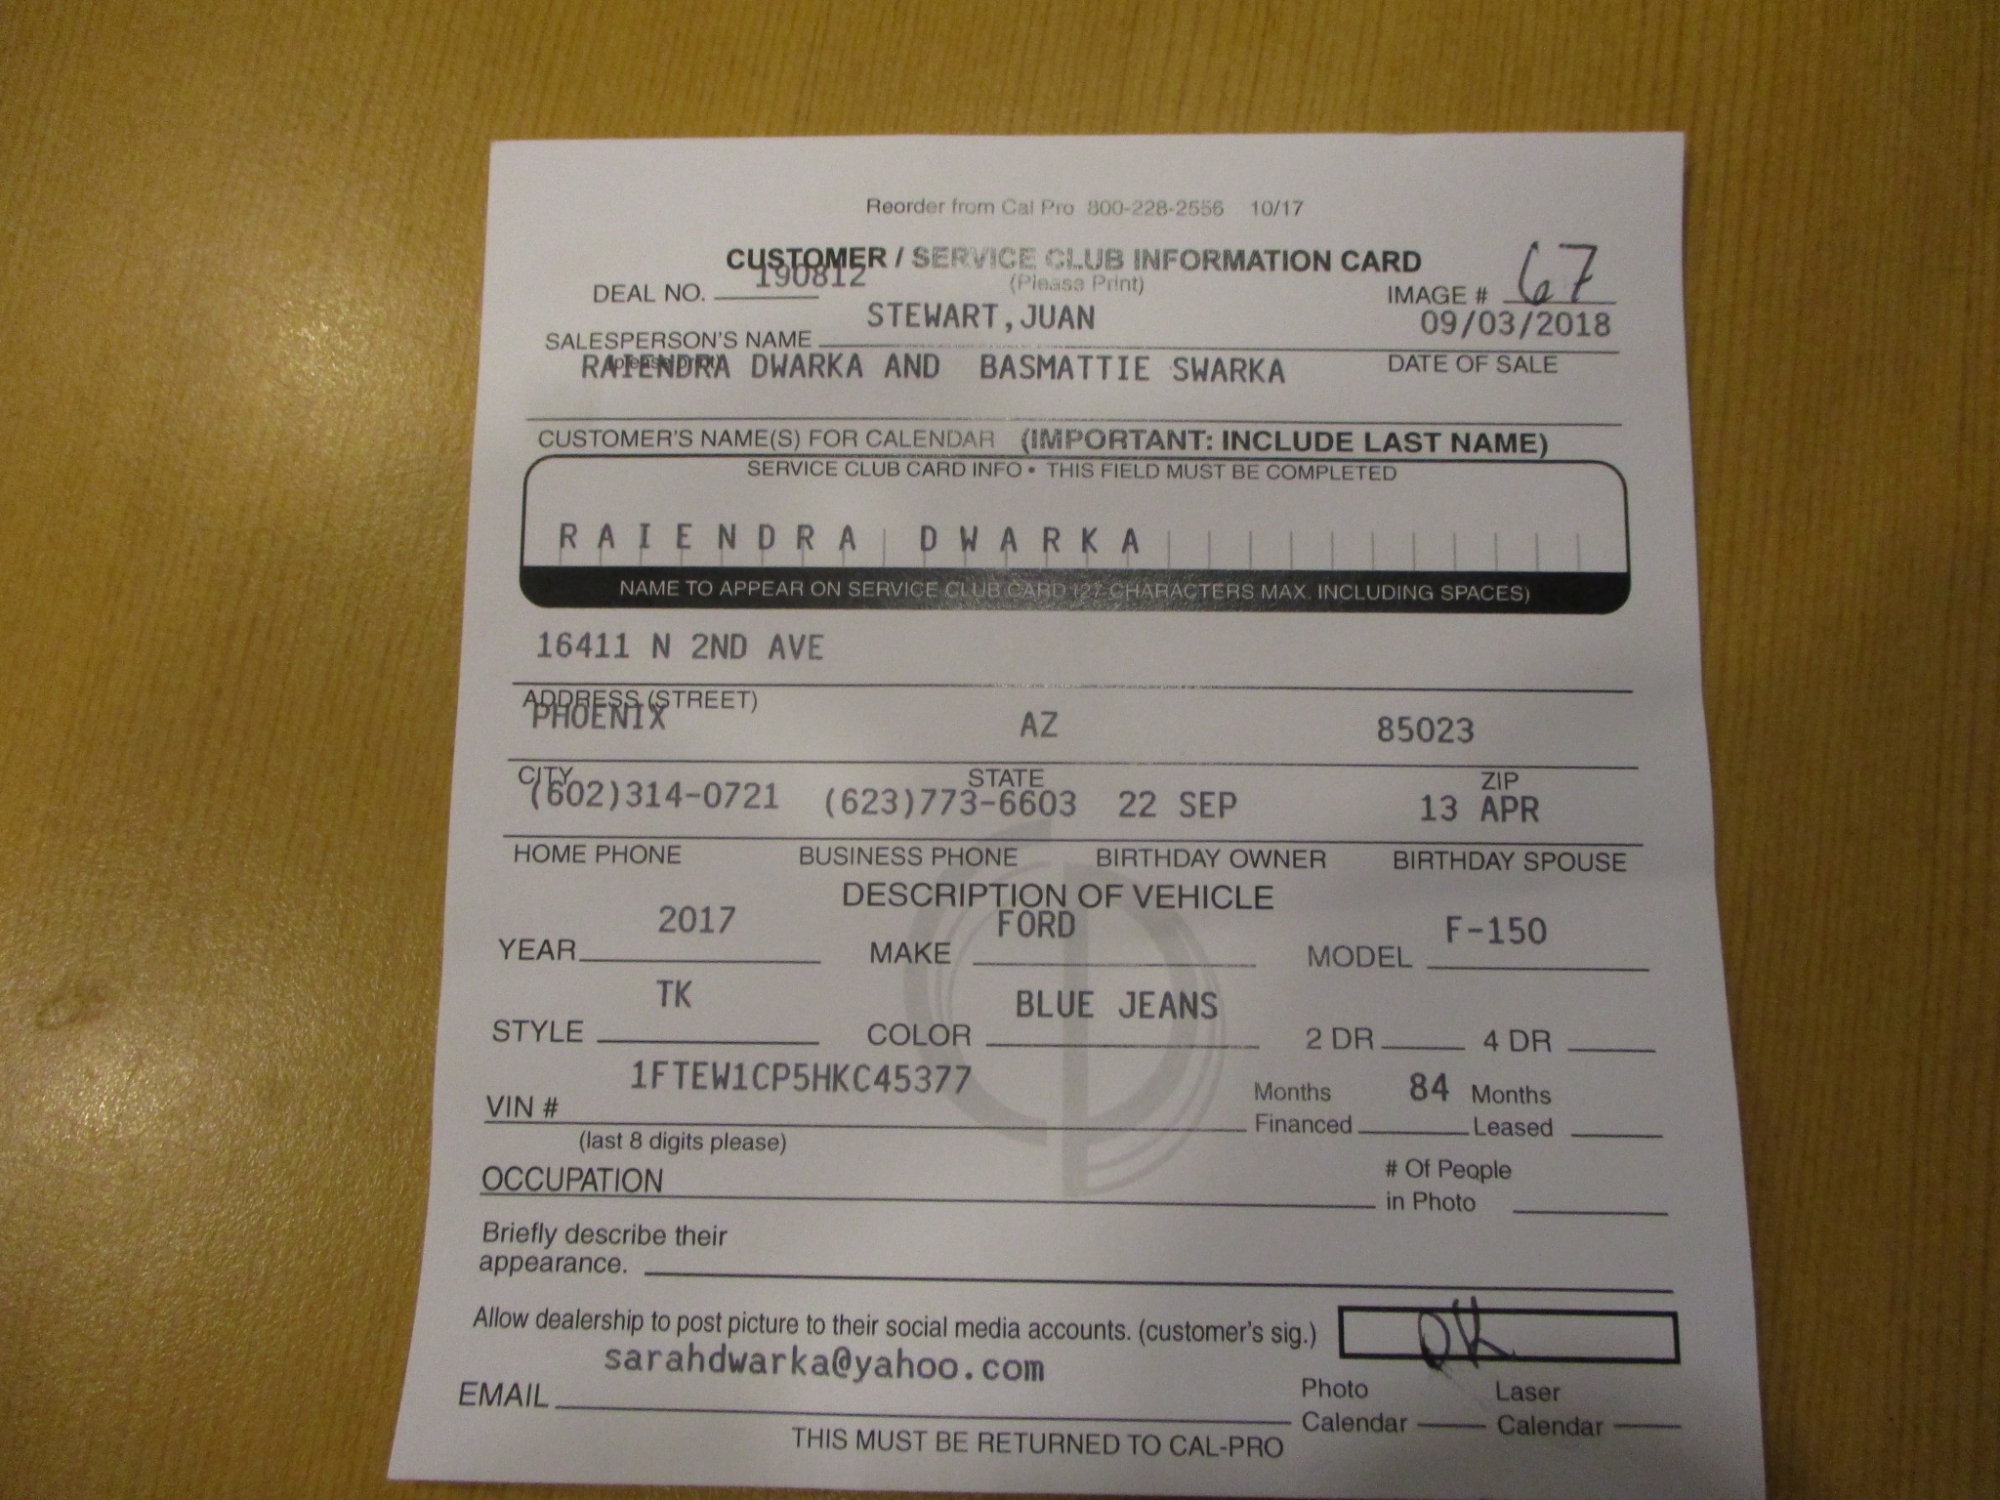 Reorder from Cal Pro 800-228-2556 10/17
CUSTOMER / SERVICE CLUB INFORMATION CARD
(Please Print)
DEAL NO. 190812
IMAGE # 67
SALESPERSON'S NAME STEWART,JUAN
(please print)
09/03/2018
DATE OF SALE
RAIENDRA DWARKA AND BASMATTIE SWARKA
CUSTOMER'S NAME(S) FOR CALENDAR (IMPORTANT: INCLUDE LAST NAME)
SERVICE CLUB CARD INFO • THIS FIELD MUST BE COMPLETED
RAIENDRA DWARKA
NAME TO APPEAR ON SERVICE CLUB CARD (27 CHARACTERS MAX. INCLUDING SPACES)
16411 N 2ND AVE
ADDRESS (STREET)
PHOENIX AZ 85023
CITY STATE ZIP
(602)314-0721 (623)773-6603 22 SEP 13 APR
HOME PHONE BUSINESS PHONE BIRTHDAY OWNER BIRTHDAY SPOUSE
DESCRIPTION OF VEHICLE
YEAR 2017 MAKE FORD MODEL F-150
STYLE TK COLOR BLUE JEANS 2 DR 4 DR
VIN # 1FTEW1CP5HKC45377
(last 8 digits please)
Months Financed 84 Months Leased
OCCUPATION
# Of People in Photo
Briefly describe their
appearance.
Allow dealership to post picture to their social media accounts. (customer's sig.) OK
EMAIL sarahdwarka@yahoo.com
Photo Calendar Laser Calendar
THIS MUST BE RETURNED TO CAL-PRO